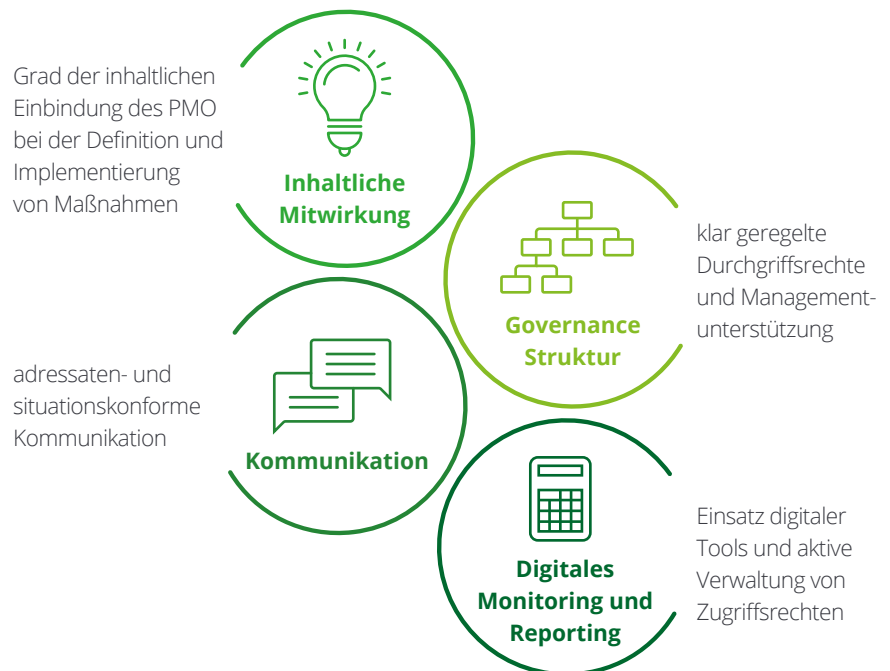 Grad der inhaltlichen
Einbindung des PMO
bei der Definition und
Implementierung
von Maßnahmen
Inhaltliche
Mitwirkung
Governance
Struktur
klar geregelte
Durchgriffsrechte
und Management-
unterstützung
adressaten- und
situationskonforme
Kommunikation
Kommunikation
Digitales
Monitoring und
Reporting
Einsatz digitaler
Tools und aktive
Verwaltung von
Zugriffsrechten